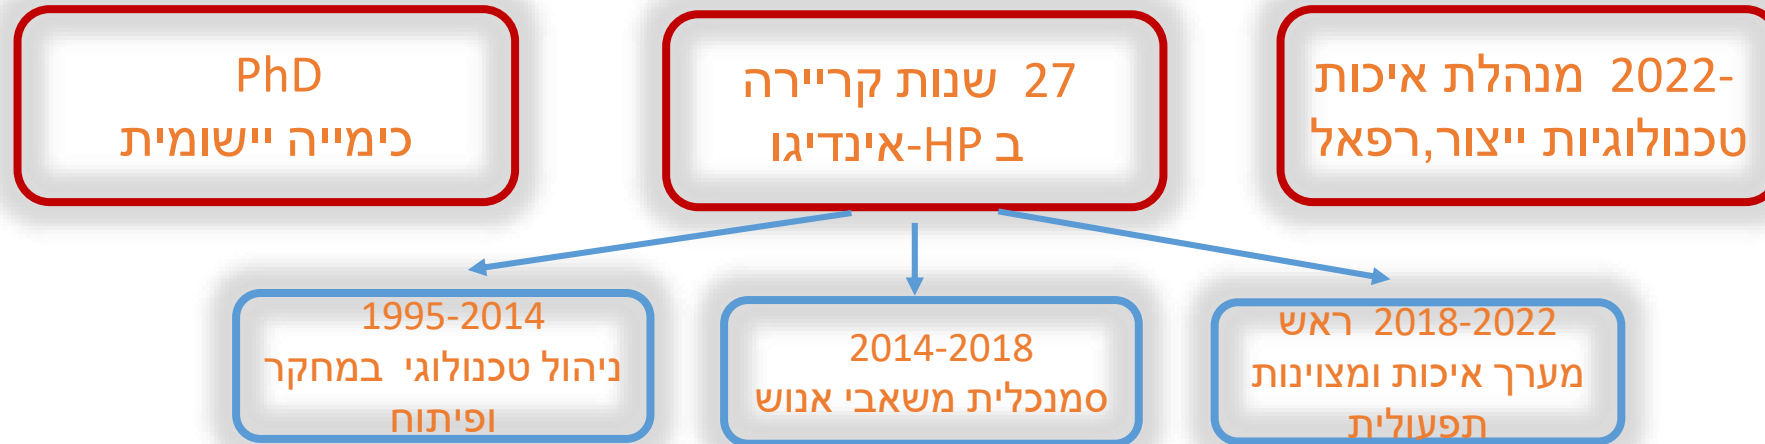 PhD
כימייה יישומית
27 שנות קריירה
ב HP-אינדיגו
2022- מנהלת איכות
טכנולוגיות ייצור,רפאל
1995-2014
ניהול טכנולוגי במחקר
ופיתוח
2014-2018
סמנכלית משאבי אנוש
2018-2022 ראש
מערך איכות ומצוינות
תפעולית